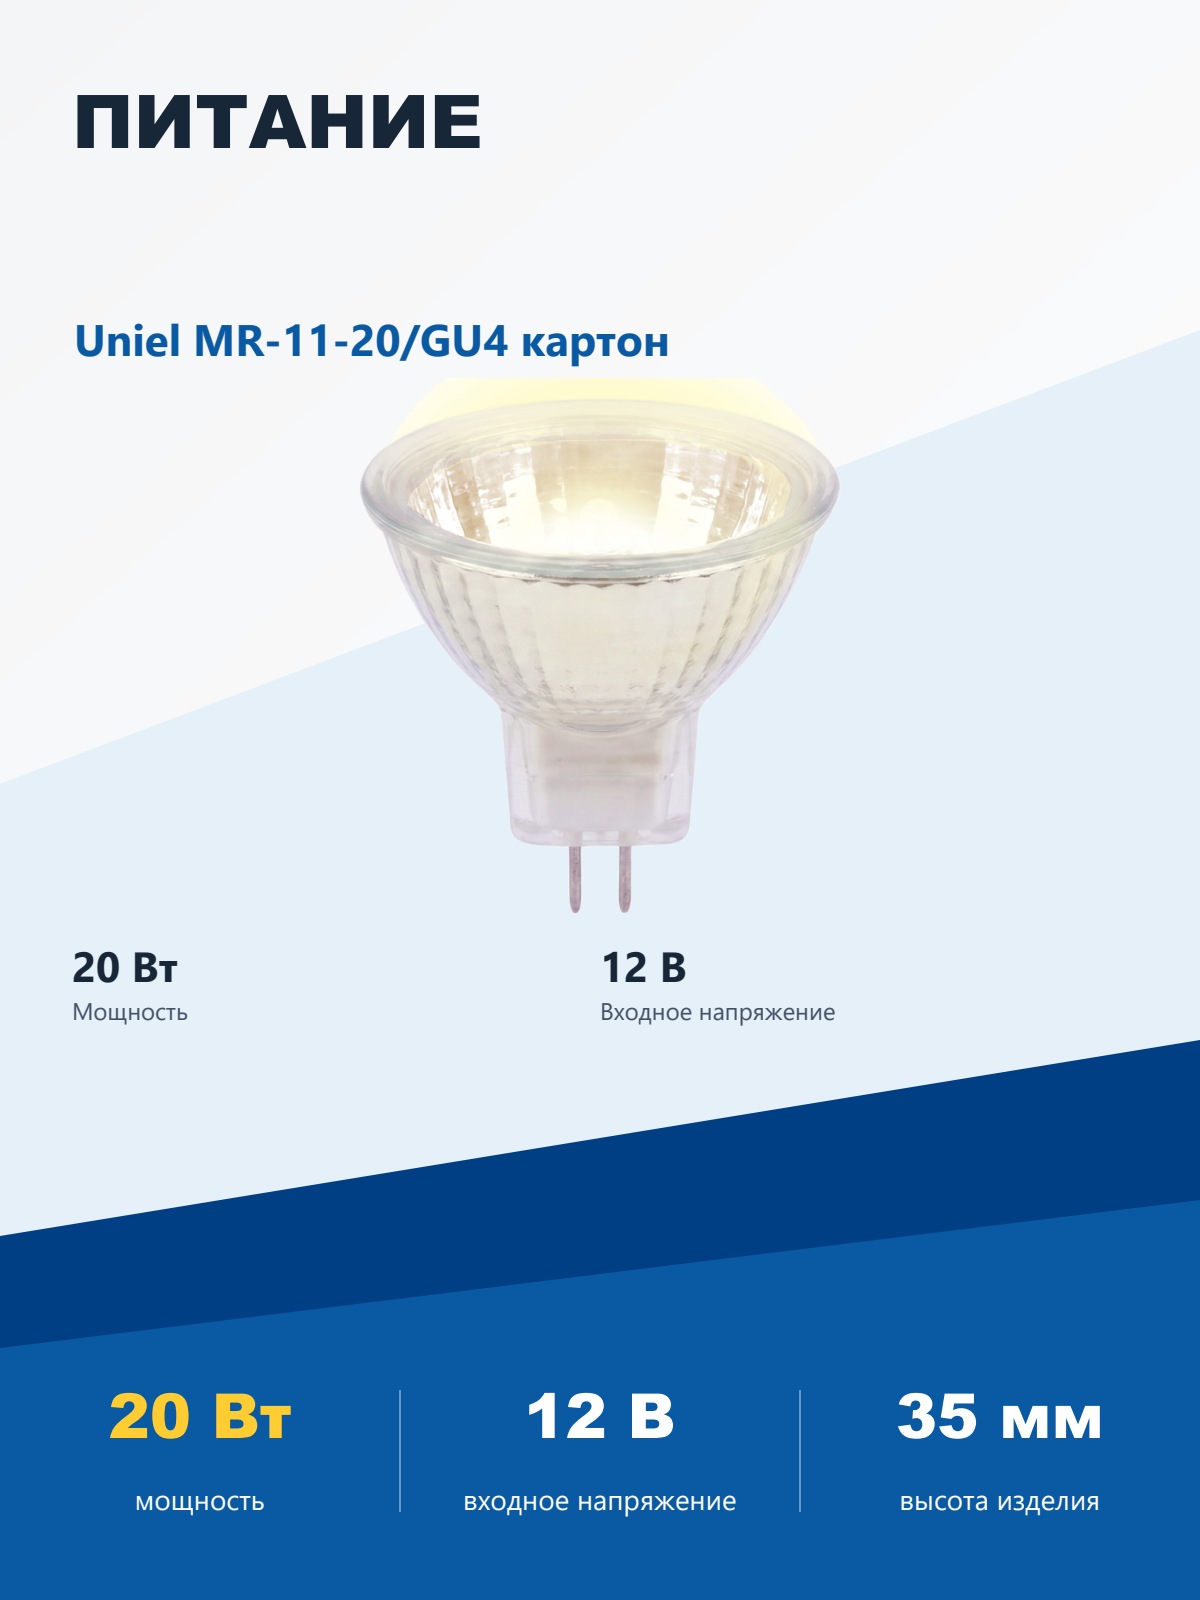 ПИТАНИЕ
Uniel MR-11-20/GU4 картон
20 Вт
Мощность
12 В
Входное напряжение
20 Вт
мощность
12 В
входное напряжение
35 мм
высота изделия